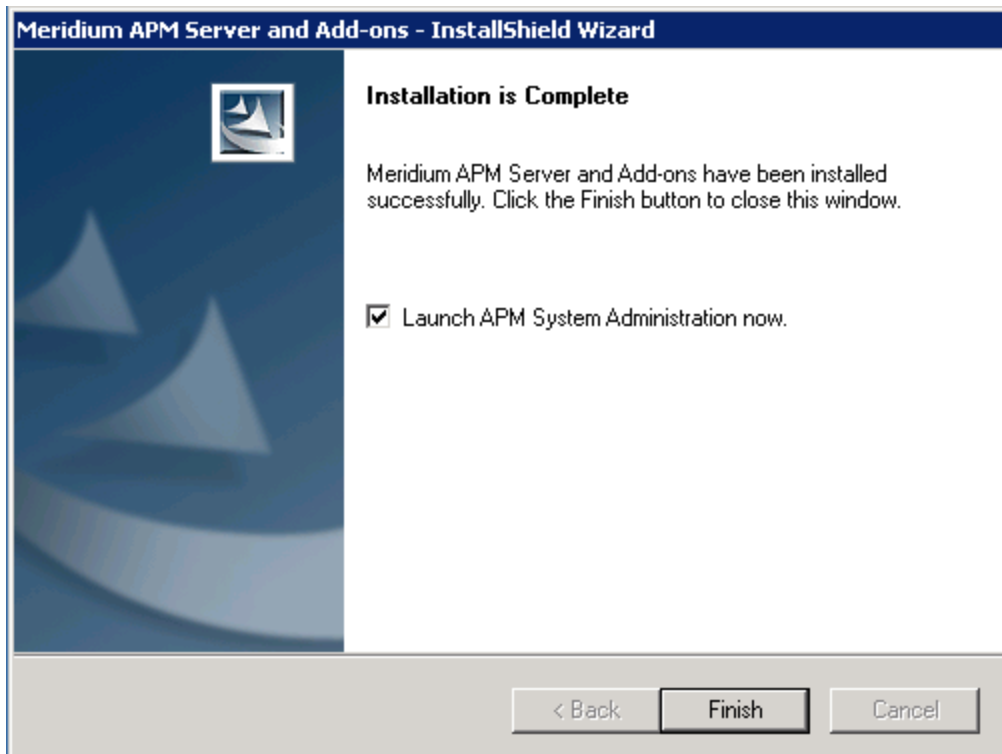 Meridium APM Server and Add-ons - InstallShield Wizard
Installation is Complete
Meridium APM Server and Add-ons have been installed
successfully. Click the Finish button to close this window.
Launch APM System Administration now.
< Back
Finish
Cancel